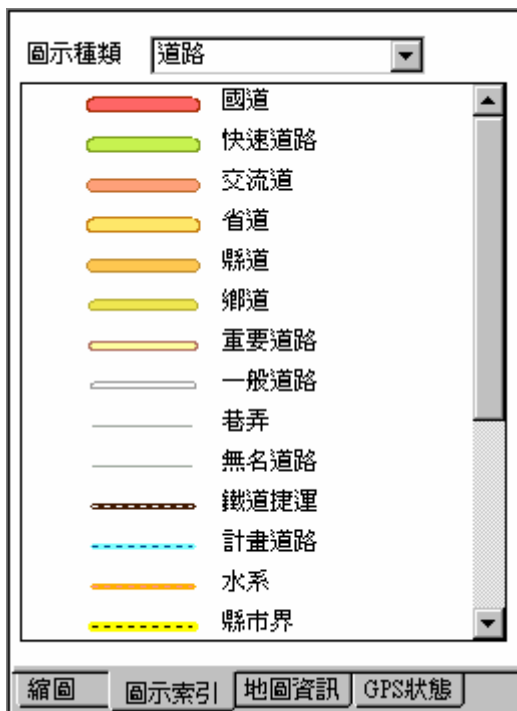 圖示種類 道路
國道
快速道路
交流道
省道
縣道
鄉道
重要道路
一般道路
巷弄
無名道路
鐵道捷運
計畫道路
水系
縣市界
縮圖 圖示索引 地圖資訊 GPS狀態